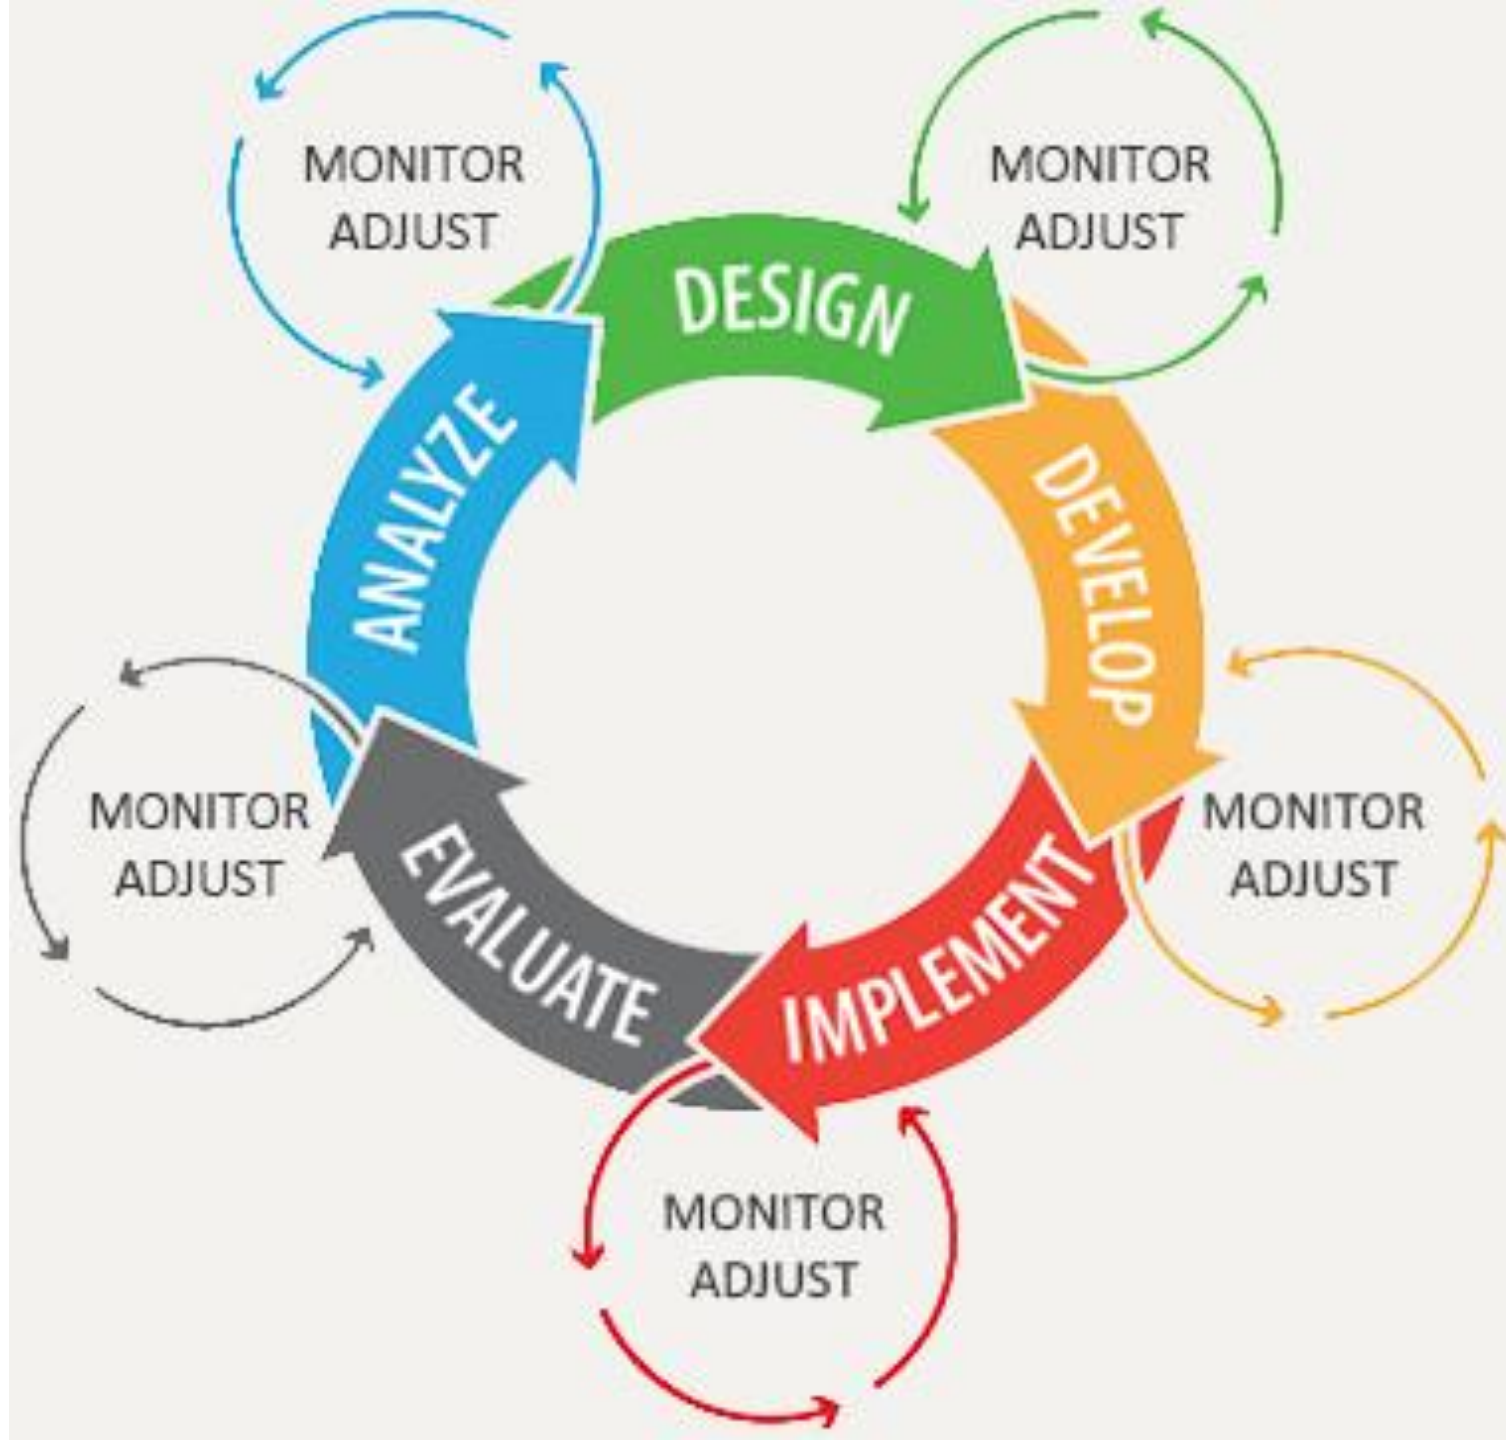 MONITOR
ADJUST
MONITOR
ADJUST
DESIGN
ANALYZE
DEVELOP
MONITOR
ADJUST
MONITOR
ADJUST
EVALUATE
IMPLEMENT
MONITOR
ADJUST